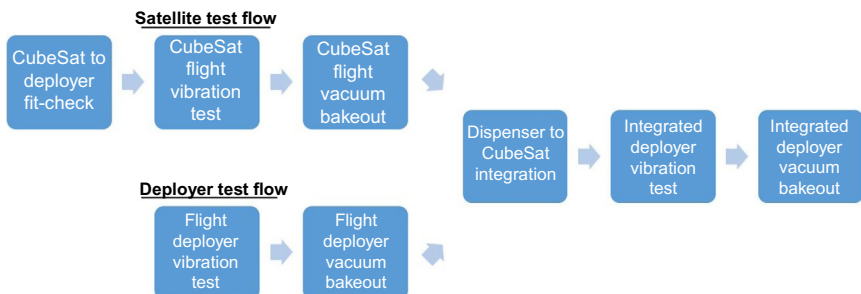 Satellite test flow
CubeSat to
deployer
fit-check
CubeSat
flight
vibration
test
CubeSat
flight
vacuum
bakeout
Dispenser to
CubeSat
integration
Integrated
deployer
vibration
test
Integrated
deployer
vacuum
bakeout
Deployer test flow
Flight
deployer
vibration
test
Flight
deployer
vacuum
bakeout